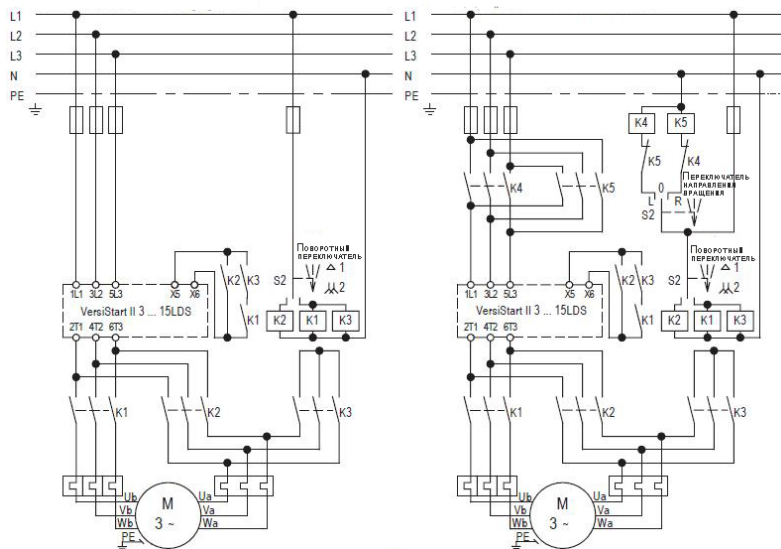 L1
L2
L3
N
PE
Поворотный
переключатель
1
2
S2
1L1 3L2 5L3 X5 X6
VersiStart II 3 ... 15LDS
2T1 4T2 6T3
K2 K3
K1
K2 K1 K3
K1
K2
K3
Ub
Vb
Wb
PE
M
3 ~
Ua
Va
Wa
L1
L2
L3
N
PE
K4 K5
K5 K4
Переключатель
направления
вращения
L 0 R
S2
K4
K5
Поворотный
переключатель
1
2
S2
1L1 3L2 5L3 X5 X6
VersiStart II 3 ... 15LDS
2T1 4T2 6T3
K2 K3
K1
K2 K1 K3
K1
K2
K3
Ub
Vb
Wb
PE
M
3 ~
Ua
Va
Wa